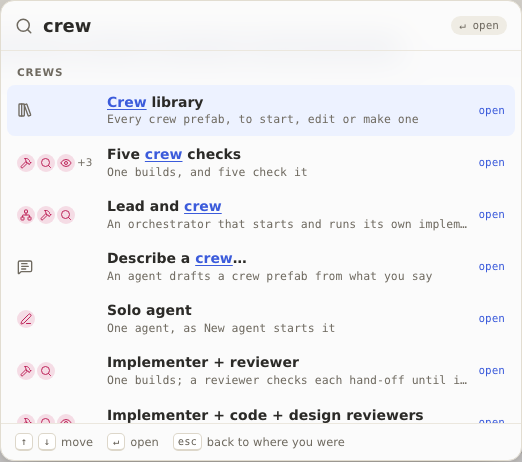 crew
↵ open
CREWS
Crew library
Every crew prefab, to start, edit or make one
open
+3
Five crew checks
One builds, and five check it
open
Lead and crew
An orchestrator that starts and runs its own implem…
open
Describe a crew…
An agent drafts a crew prefab from what you say
open
Solo agent
One agent, as New agent starts it
open
Implementer + reviewer
One builds; a reviewer checks each hand-off until i…
open
Implementer + code + design reviewers
open
↑ ↓ move ↵ open esc back to where you were